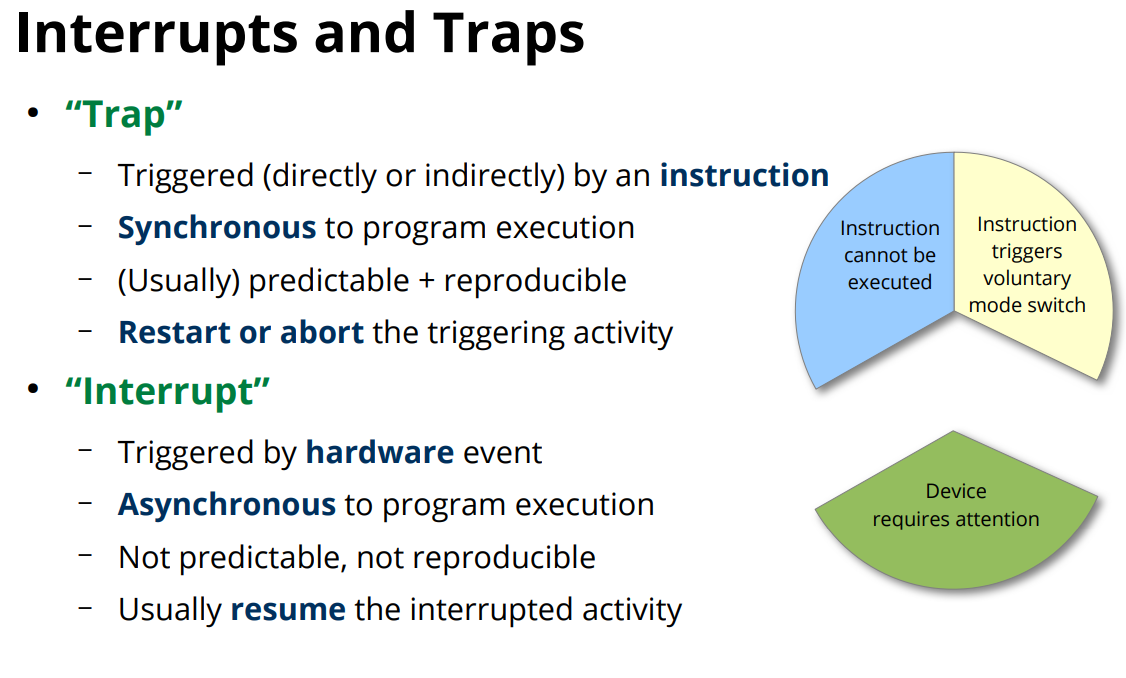 Interrupts and Traps
• “Trap”
– Triggered (directly or indirectly) by an instruction
– Synchronous to program execution
– (Usually) predictable + reproducible
– Restart or abort the triggering activity
• “Interrupt”
– Triggered by hardware event
– Asynchronous to program execution
– Not predictable, not reproducible
– Usually resume the interrupted activity
Instruction
cannot be
executed
Instruction
triggers
voluntary
mode switch
Device
requires attention